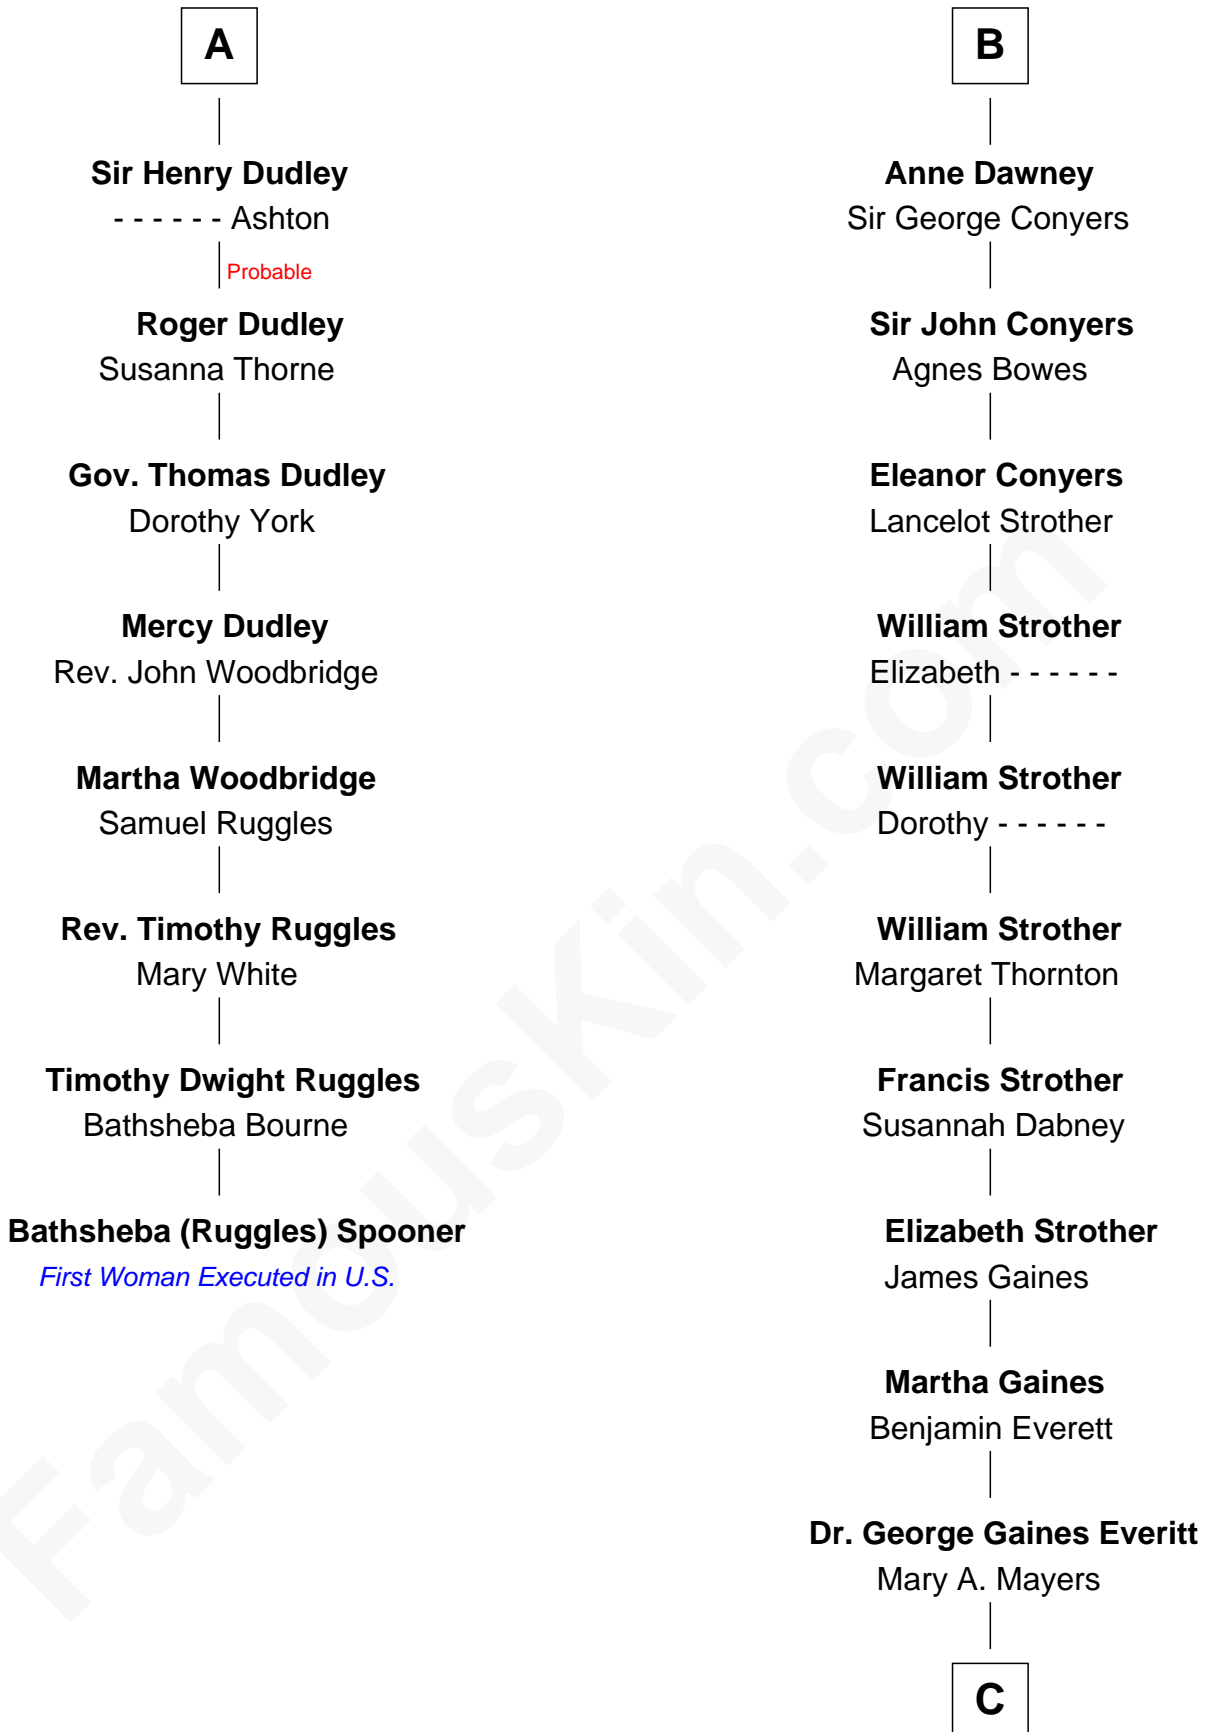 A
Sir Henry Dudley
- - - - - - Ashton
Probable
Roger Dudley
Susanna Thorne
Gov. Thomas Dudley
Dorothy York
Mercy Dudley
Rev. John Woodbridge
Martha Woodbridge
Samuel Ruggles
Rev. Timothy Ruggles
Mary White
Timothy Dwight Ruggles
Bathsheba Bourne
Bathsheba (Ruggles) Spooner
First Woman Executed in U.S.
B
Anne Dawney
Sir George Conyers
Sir John Conyers
Agnes Bowes
Eleanor Conyers
Lancelot Strother
William Strother
Elizabeth - - - - - -
William Strother
Dorothy - - - - - -
William Strother
Margaret Thornton
Francis Strother
Susannah Dabney
Elizabeth Strother
James Gaines
Martha Gaines
Benjamin Everett
Dr. George Gaines Everitt
Mary A. Mayers
C
FamousKin.com